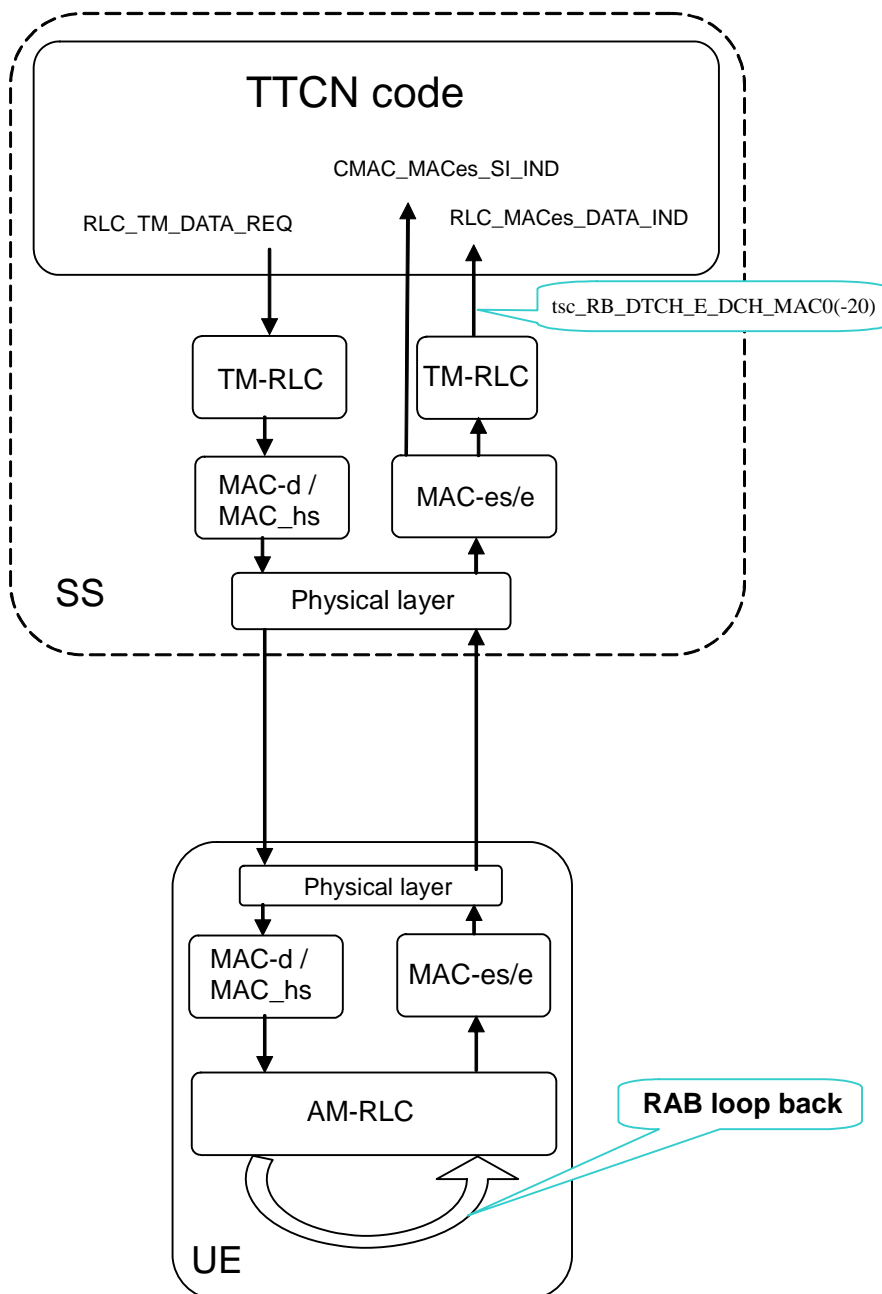 TTCN code
CMAC_MACes_SI_IND
RLC_TM_DATA_REQ
RLC_MACes_DATA_IND
tsc_RB_DTCH_E_DCH_MAC0(-20)
TM-RLC
TM-RLC
MAC-d /
MAC_hs
MAC-es/e
SS
Physical layer
Physical layer
MAC-d /
MAC_hs
MAC-es/e
AM-RLC
RAB loop back
UE